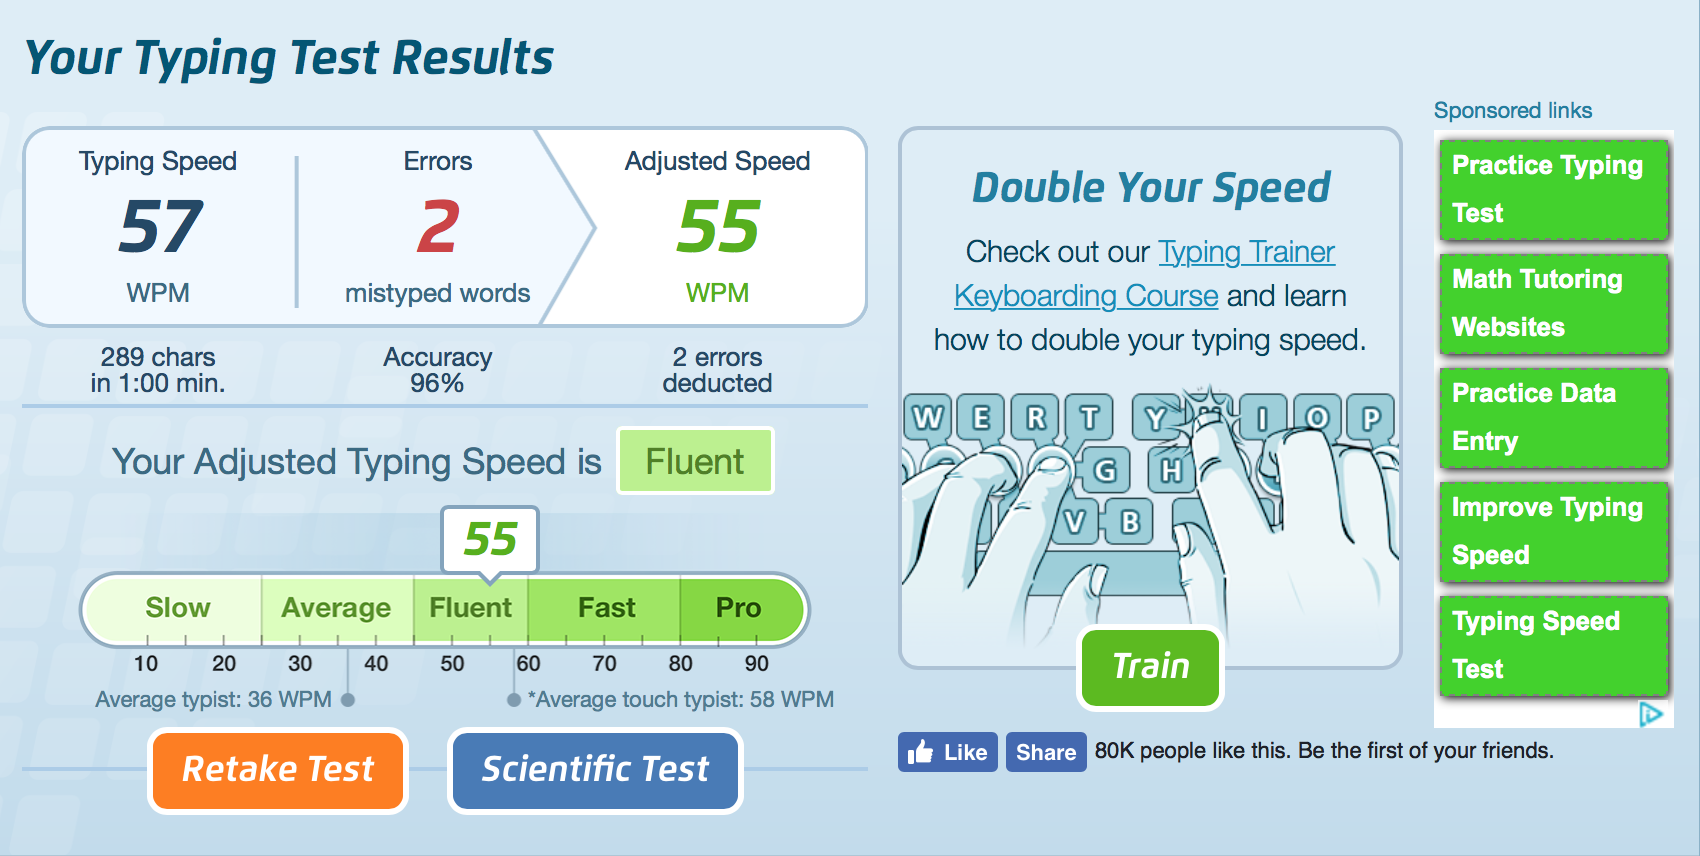 Your Typing Test Results
Typing Speed
57
WPM
Errors
2
mistyped words
Adjusted Speed
55
WPM
289 chars
in 1:00 min.
Accuracy
96%
2 errors
deducted
Your Adjusted Typing Speed is Fluent
55
Slow Average Fluent Fast Pro
10 20 30 40 50 60 70 80 90
Average typist: 36 WPM
*Average touch typist: 58 WPM
Retake Test
Scientific Test
Double Your Speed
Check out our Typing Trainer
Keyboarding Course and learn
how to double your typing speed.
W E R T Y I O P
G H
V B
Train
Like Share 80K people like this. Be the first of your friends.
Sponsored links
Practice Typing
Test
Math Tutoring
Websites
Practice Data
Entry
Improve Typing
Speed
Typing Speed
Test